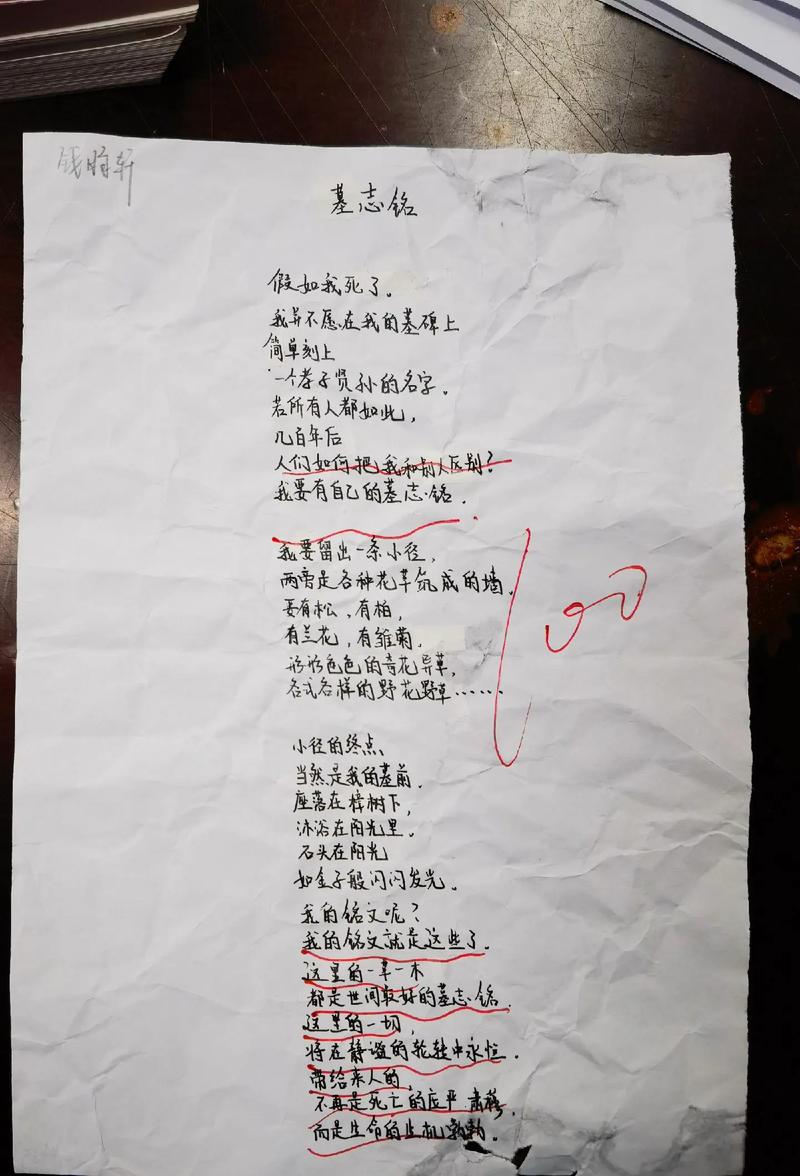 钱皓轩
墓志铭
假如我死了。
我并不愿在我的墓碑上
简单刻上
一个孝子贤孙的名字。
若所有人都如此，
几百年后
人们如何把我和别人区别？
我要有自己的墓志铭．
我要留出一条小径，
两旁是各种花草筑成的墙，
要有松，有柏，
有兰花，有雏菊，
形形色色的奇花异草，
各式各样的野花野草……
小径的终点、
当然是我的墓前．
座落在樟树下，
沐浴在阳光里。
石头在阳光
如金子般闪闪发光。
我的铭文呢？
我的铭文就是这些了．
这里的一草一木
都是世间最好的墓志铭．
这里的一切，
将在静谧的轮转中永恒．
带给来人的，
不再是死亡的庄严肃穆，
而是生命的生机勃勃．
100